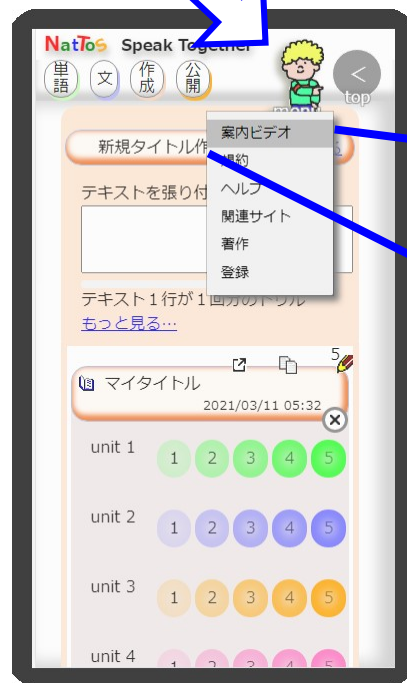 NatToS Speak Together
単語 文 作成 公開
< top
menu
案内ビデオ
規約
ヘルプ
関連サイト
著作
登録
新規タイトル作
テキストを張り付
テキスト1行が1回分のドリル
もっと見る…
5
マイタイトル
2021/03/11 05:32
unit 1 1 2 3 4 5
unit 2 1 2 3 4 5
unit 3 1 2 3 4 5
unit 4 1 2 3 4 5